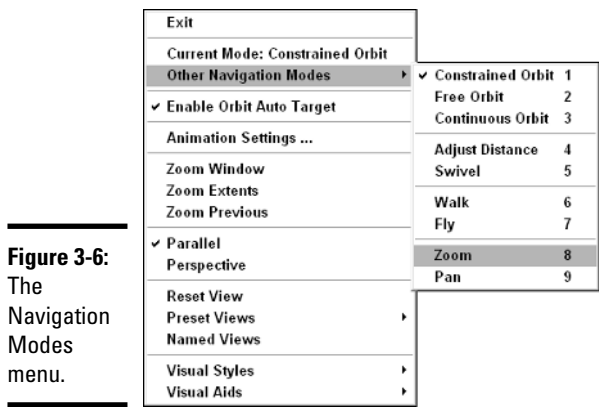 Exit
Current Mode: Constrained Orbit
Other Navigation Modes
Enable Orbit Auto Target
Animation Settings ...
Zoom Window
Zoom Extents
Zoom Previous
Parallel
Perspective
Reset View
Preset Views
Named Views
Visual Styles
Visual Aids
Constrained Orbit 1
Free Orbit 2
Continuous Orbit 3
Adjust Distance 4
Swivel 5
Walk 6
Fly 7
Zoom 8
Pan 9
Figure 3-6:
The
Navigation
Modes
menu.